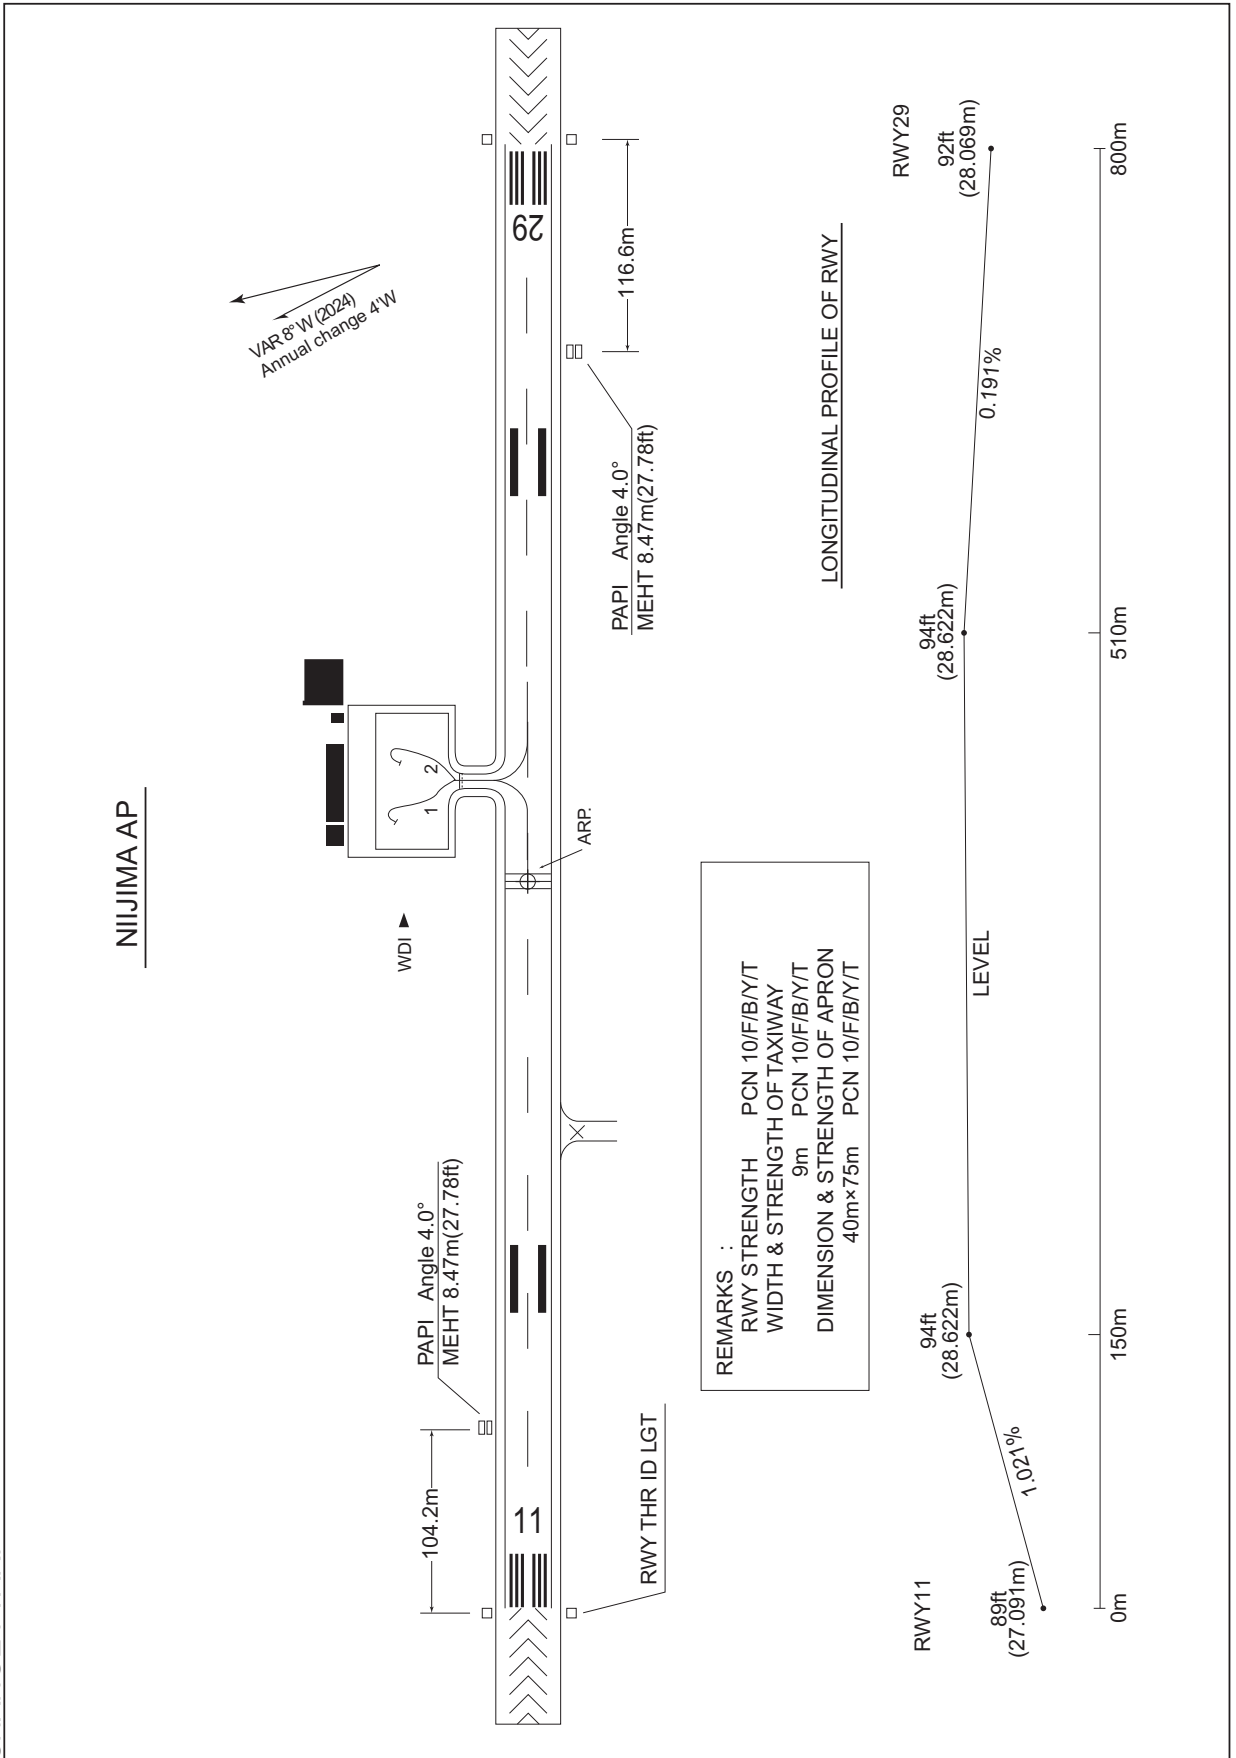 NIIJIMA AP
VAR 8° W (2024)
Annual change 4'W
WDI
1
2
ARP.
PAPI Angle 4.0°
MEHT 8.47m(27.78ft)
104.2m
11
RWY THR ID LGT
29
116.6m
PAPI Angle 4.0°
MEHT 8.47m(27.78ft)
REMARKS :
RWY STRENGTH PCN 10/F/B/Y/T
WIDTH & STRENGTH OF TAXIWAY
9m PCN 10/F/B/Y/T
DIMENSION & STRENGTH OF APRON
40m×75m PCN 10/F/B/Y/T
LONGITUDINAL PROFILE OF RWY
RWY11
89ft
(27.091m)
1.021%
94ft
(28.622m)
LEVEL
94ft
(28.622m)
0.191%
RWY29
92ft
(28.069m)
0m
150m
510m
800m